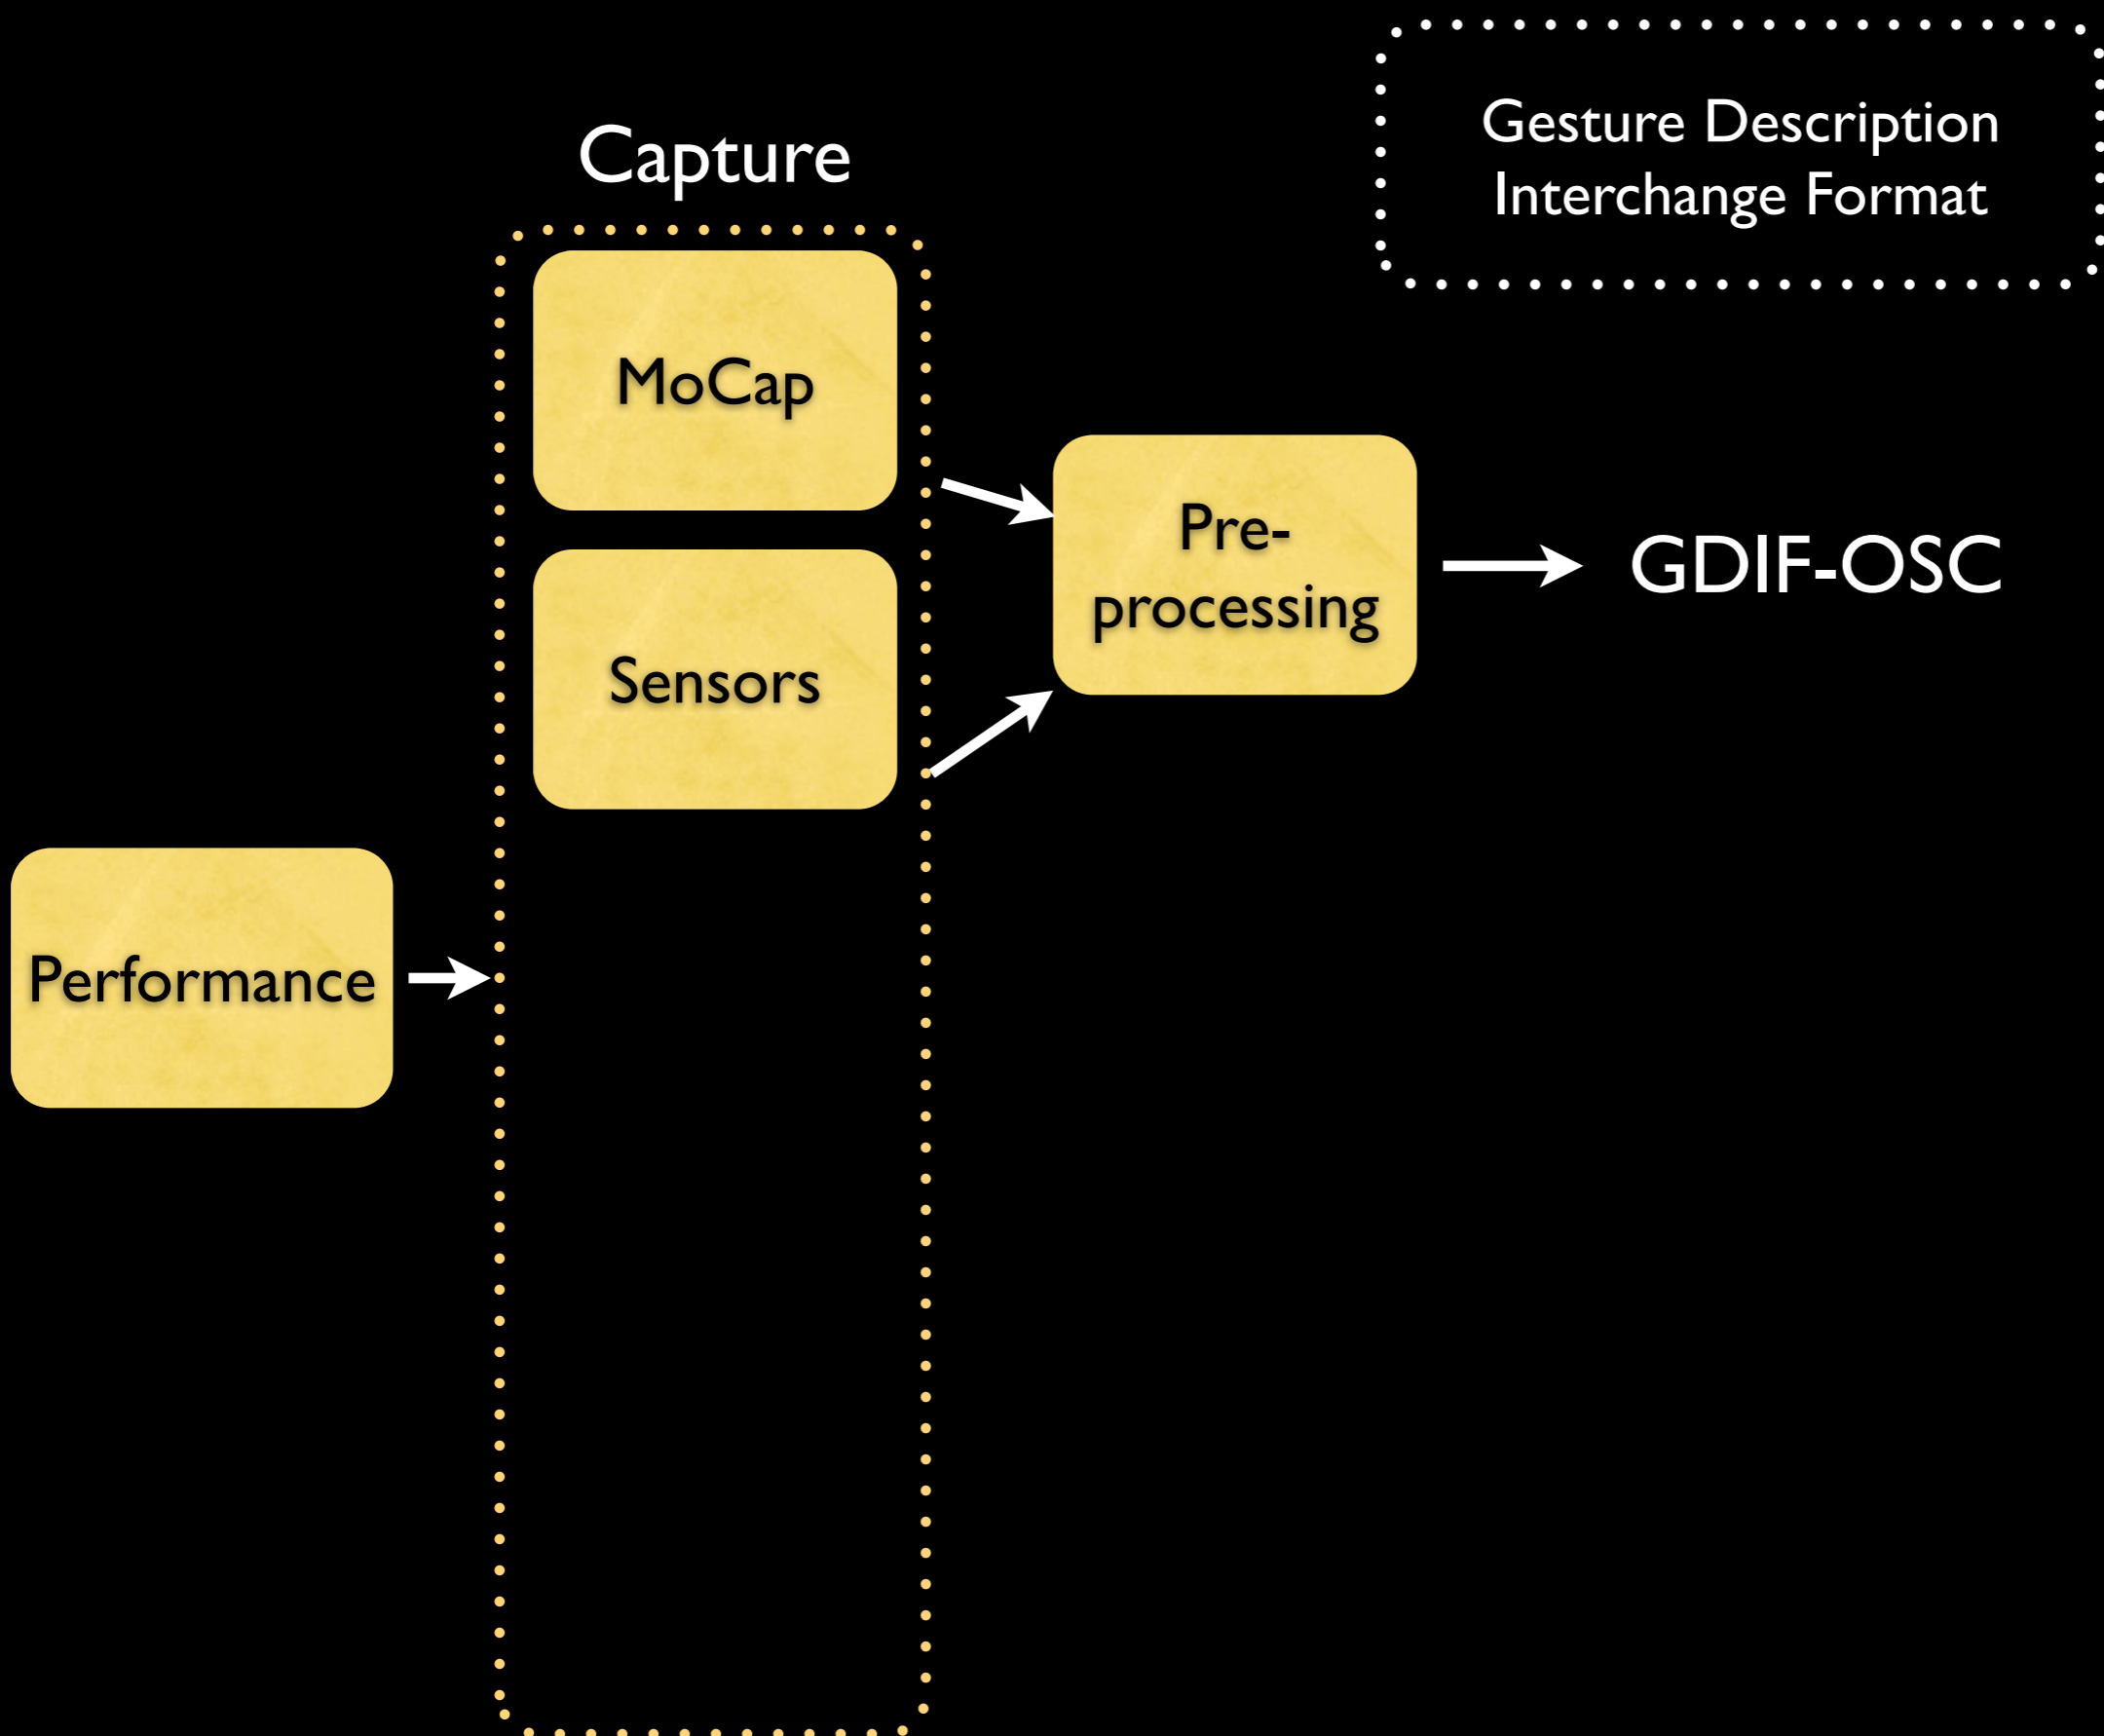 Gesture Description
Interchange Format
Capture
MoCap
Sensors
Pre-
processing
GDIF-OSC
Performance